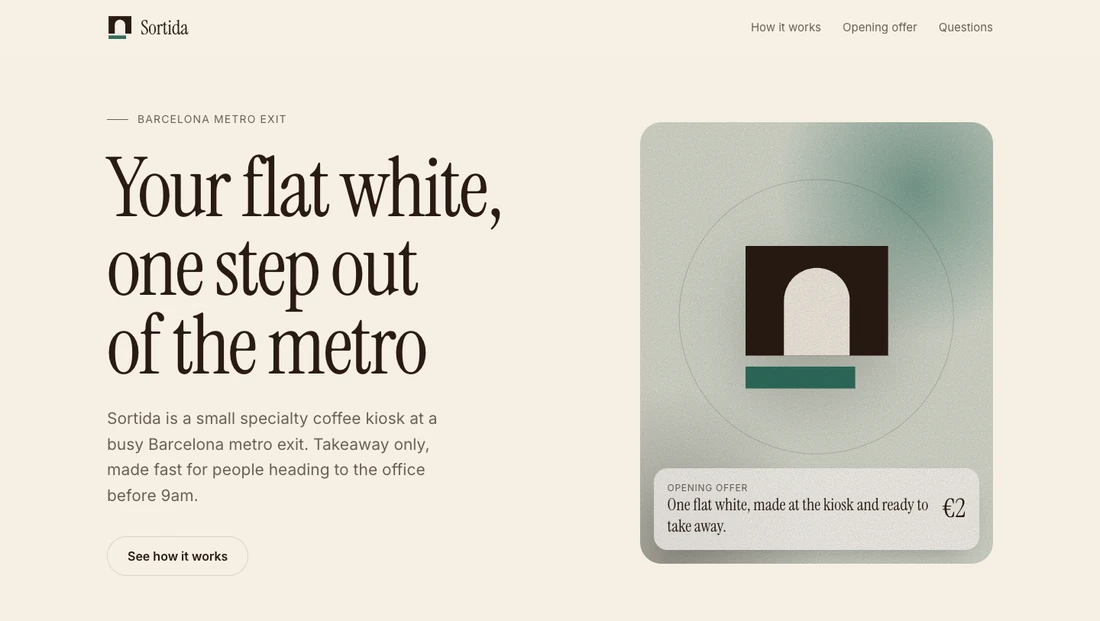 Sortida
How it works
Opening offer
Questions
BARCELONA METRO EXIT
Your flat white,
one step out
of the metro
Sortida is a small specialty coffee kiosk at a
busy Barcelona metro exit. Takeaway only,
made fast for people heading to the office
before 9am.
See how it works
OPENING OFFER
One flat white, made at the kiosk and ready to
take away.
€2